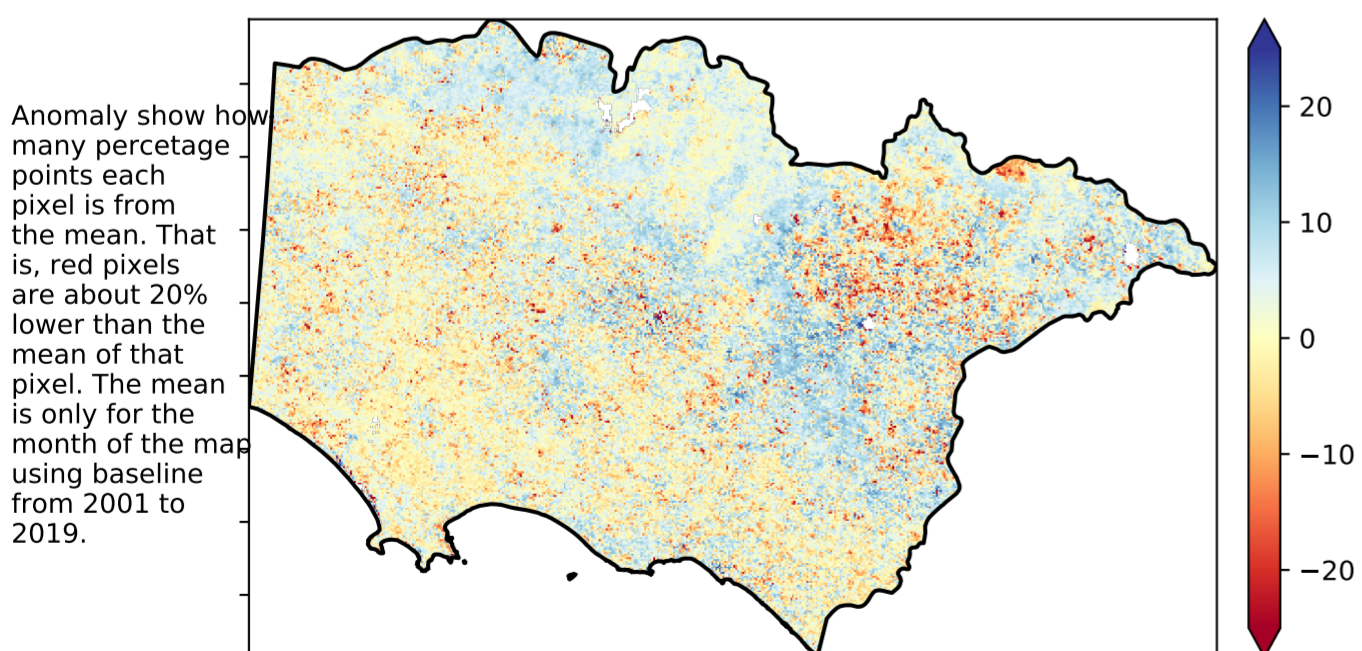 Anomaly show how
many percetage
points each
pixel is from
the mean. That
is, red pixels
are about 20%
lower than the
mean of that
pixel. The mean
is only for the
month of the map
using baseline
from 2001 to
2019.
20
10
0
−10
−20